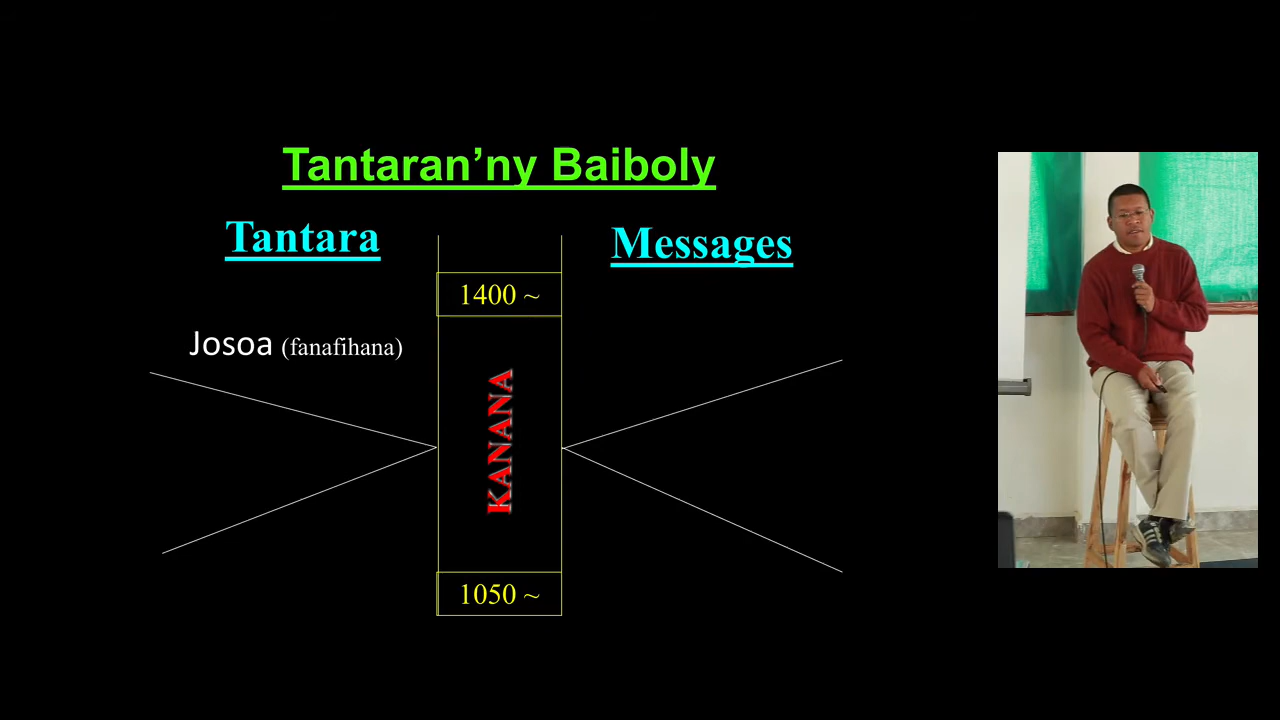 Tantaran’ny Baiboly
Tantara
Messages
1400 ~
Josoa (fanafihana)
KANANA
1050 ~